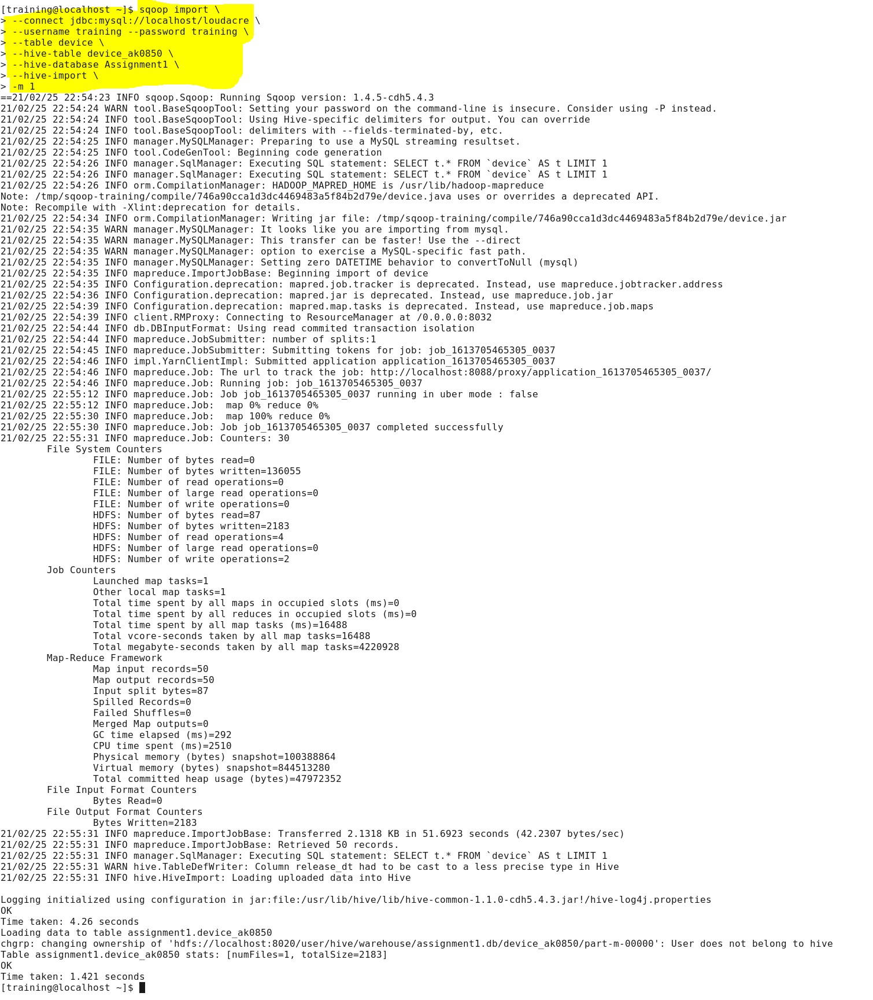 [training@localhost ~]$ sqoop import \
> --connect jdbc:mysql://localhost/loudacre \
> --username training --password training \
> --table device \
> --hive-table device_ak0850 \
> --hive-database Assignment1 \
> --hive-import \
> -m 1
==21/02/25 22:54:23 INFO sqoop.Sqoop: Running Sqoop version: 1.4.5-cdh5.4.3
21/02/25 22:54:24 WARN tool.BaseSqoopTool: Setting your password on the command-line is insecure. Consider using -P instead.
21/02/25 22:54:24 INFO tool.BaseSqoopTool: Using Hive-specific delimiters for output. You can override
21/02/25 22:54:24 INFO tool.BaseSqoopTool: delimiters with --fields-terminated-by, etc.
21/02/25 22:54:25 INFO manager.MySQLManager: Preparing to use a MySQL streaming resultset.
21/02/25 22:54:25 INFO tool.CodeGenTool: Beginning code generation
21/02/25 22:54:26 INFO manager.SqlManager: Executing SQL statement: SELECT t.* FROM `device` AS t LIMIT 1
21/02/25 22:54:26 INFO manager.SqlManager: Executing SQL statement: SELECT t.* FROM `device` AS t LIMIT 1
21/02/25 22:54:26 INFO orm.CompilationManager: HADOOP_MAPRED_HOME is /usr/lib/hadoop-mapreduce
Note: /tmp/sqoop-training/compile/746a90cca1d3dc4469483a5f84b2d79e/device.java uses or overrides a deprecated API.
Note: Recompile with -Xlint:deprecation for details.
21/02/25 22:54:34 INFO orm.CompilationManager: Writing jar file: /tmp/sqoop-training/compile/746a90cca1d3dc4469483a5f84b2d79e/device.jar
21/02/25 22:54:35 WARN manager.MySQLManager: It looks like you are importing from mysql.
21/02/25 22:54:35 WARN manager.MySQLManager: This transfer can be faster! Use the --direct
21/02/25 22:54:35 WARN manager.MySQLManager: option to exercise a MySQL-specific fast path.
21/02/25 22:54:35 INFO manager.MySQLManager: Setting zero DATETIME behavior to convertToNull (mysql)
21/02/25 22:54:35 INFO mapreduce.ImportJobBase: Beginning import of device
21/02/25 22:54:35 INFO Configuration.deprecation: mapred.job.tracker is deprecated. Instead, use mapreduce.jobtracker.address
21/02/25 22:54:36 INFO Configuration.deprecation: mapred.jar is deprecated. Instead, use mapreduce.job.jar
21/02/25 22:54:39 INFO Configuration.deprecation: mapred.map.tasks is deprecated. Instead, use mapreduce.job.maps
21/02/25 22:54:39 INFO client.RMProxy: Connecting to ResourceManager at /0.0.0.0:8032
21/02/25 22:54:44 INFO db.DBInputFormat: Using read commited transaction isolation
21/02/25 22:54:44 INFO mapreduce.JobSubmitter: number of splits:1
21/02/25 22:54:45 INFO mapreduce.JobSubmitter: Submitting tokens for job: job_1613705465305_0037
21/02/25 22:54:46 INFO impl.YarnClientImpl: Submitted application application_1613705465305_0037
21/02/25 22:54:46 INFO mapreduce.Job: The url to track the job: http://localhost:8088/proxy/application_1613705465305_0037/
21/02/25 22:54:46 INFO mapreduce.Job: Running job: job_1613705465305_0037
21/02/25 22:55:12 INFO mapreduce.Job: Job job_1613705465305_0037 running in uber mode : false
21/02/25 22:55:12 INFO mapreduce.Job:  map 0% reduce 0%
21/02/25 22:55:30 INFO mapreduce.Job:  map 100% reduce 0%
21/02/25 22:55:30 INFO mapreduce.Job: Job job_1613705465305_0037 completed successfully
21/02/25 22:55:31 INFO mapreduce.Job: Counters: 30
File System Counters
FILE: Number of bytes read=0
FILE: Number of bytes written=136055
FILE: Number of read operations=0
FILE: Number of large read operations=0
FILE: Number of write operations=0
HDFS: Number of bytes read=87
HDFS: Number of bytes written=2183
HDFS: Number of read operations=4
HDFS: Number of large read operations=0
HDFS: Number of write operations=2
Job Counters
Launched map tasks=1
Other local map tasks=1
Total time spent by all maps in occupied slots (ms)=0
Total time spent by all reduces in occupied slots (ms)=0
Total time spent by all map tasks (ms)=16488
Total vcore-seconds taken by all map tasks=16488
Total megabyte-seconds taken by all map tasks=4220928
Map-Reduce Framework
Map input records=50
Map output records=50
Input split bytes=87
Spilled Records=0
Failed Shuffles=0
Merged Map outputs=0
GC time elapsed (ms)=292
CPU time spent (ms)=2510
Physical memory (bytes) snapshot=100388864
Virtual memory (bytes) snapshot=844513280
Total committed heap usage (bytes)=47972352
File Input Format Counters
Bytes Read=0
File Output Format Counters
Bytes Written=2183
21/02/25 22:55:31 INFO mapreduce.ImportJobBase: Transferred 2.1318 KB in 51.6923 seconds (42.2307 bytes/sec)
21/02/25 22:55:31 INFO mapreduce.ImportJobBase: Retrieved 50 records.
21/02/25 22:55:31 INFO manager.SqlManager: Executing SQL statement: SELECT t.* FROM `device` AS t LIMIT 1
21/02/25 22:55:31 WARN hive.TableDefWriter: Column release_dt had to be cast to a less precise type in Hive
21/02/25 22:55:31 INFO hive.HiveImport: Loading uploaded data into Hive
Logging initialized using configuration in jar:file:/usr/lib/hive/lib/hive-common-1.1.0-cdh5.4.3.jar!/hive-log4j.properties
OK
Time taken: 4.26 seconds
Loading data to table assignment1.device_ak0850
chgrp: changing ownership of 'hdfs://localhost:8020/user/hive/warehouse/assignment1.db/device_ak0850/part-m-00000': User does not belong to hive
Table assignment1.device_ak0850 stats: [numFiles=1, totalSize=2183]
OK
Time taken: 1.421 seconds
[training@localhost ~]$